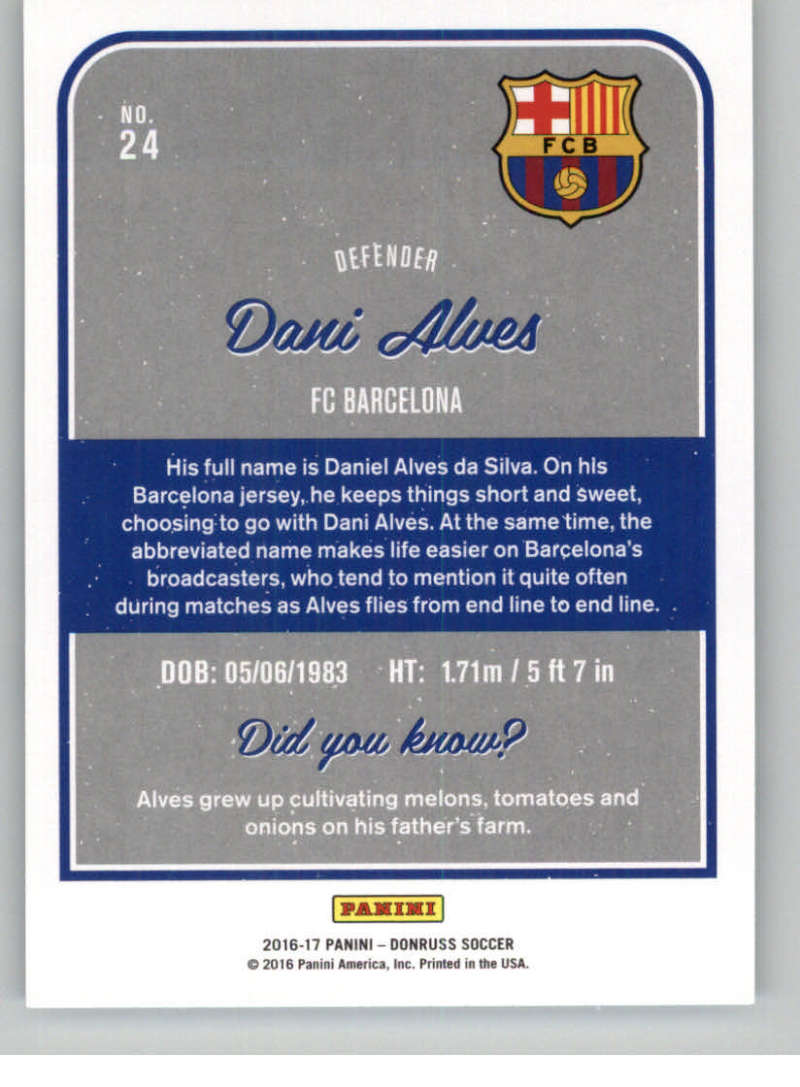 NO.
24
FCB
DEFENDER
Dani Alves
FC BARCELONA
His full name is Daniel Alves da Silva. On his
Barcelona jersey, he keeps things short and sweet,
choosing to go with Dani Alves. At the same time, the
abbreviated name makes life easier on Barcelona's
broadcasters, who tend to mention it quite often
during matches as Alves flies from end line to end line.
DOB: 05/06/1983 HT: 1.71m / 5 ft 7 in
Did you know?
Alves grew up cultivating melons, tomatoes and
onions on his father's farm.
PANINI
2016-17 PANINI – DONRUSS SOCCER
© 2016 Panini America, Inc. Printed in the USA.